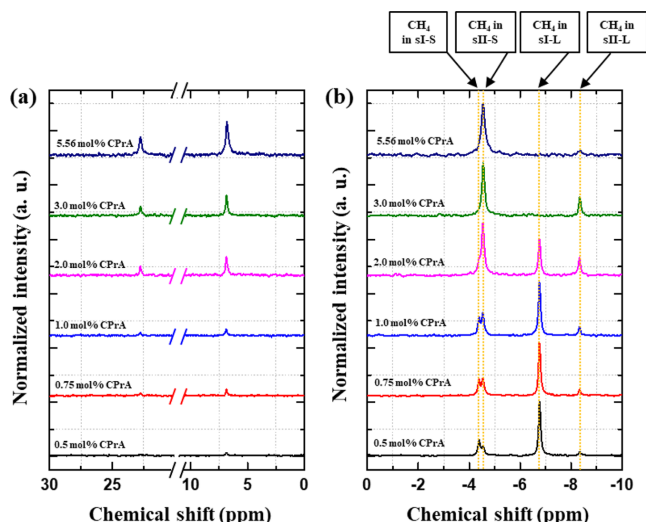 CH4
in sI-S
CH4 in
sII-S
CH4 in
sI-L
CH4 in
sII-L
(a)
5.56 mol% CPrA
3.0 mol% CPrA
2.0 mol% CPrA
1.0 mol% CPrA
0.75 mol% CPrA
0.5 mol% CPrA
Normalized intensity (a. u.)
30 25 10 5 0
Chemical shift (ppm)
(b)
5.56 mol% CPrA
3.0 mol% CPrA
2.0 mol% CPrA
1.0 mol% CPrA
0.75 mol% CPrA
0.5 mol% CPrA
Normalized intensity (a. u.)
0 -2 -4 -6 -8 -10
Chemical shift (ppm)